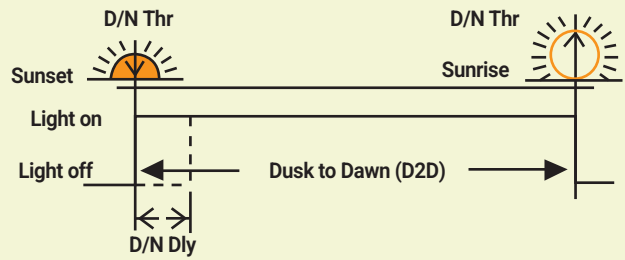 D/N Thr
D/N Thr
Sunset
Sunrise
Light on
Light off
Dusk to Dawn (D2D)
D/N Dly